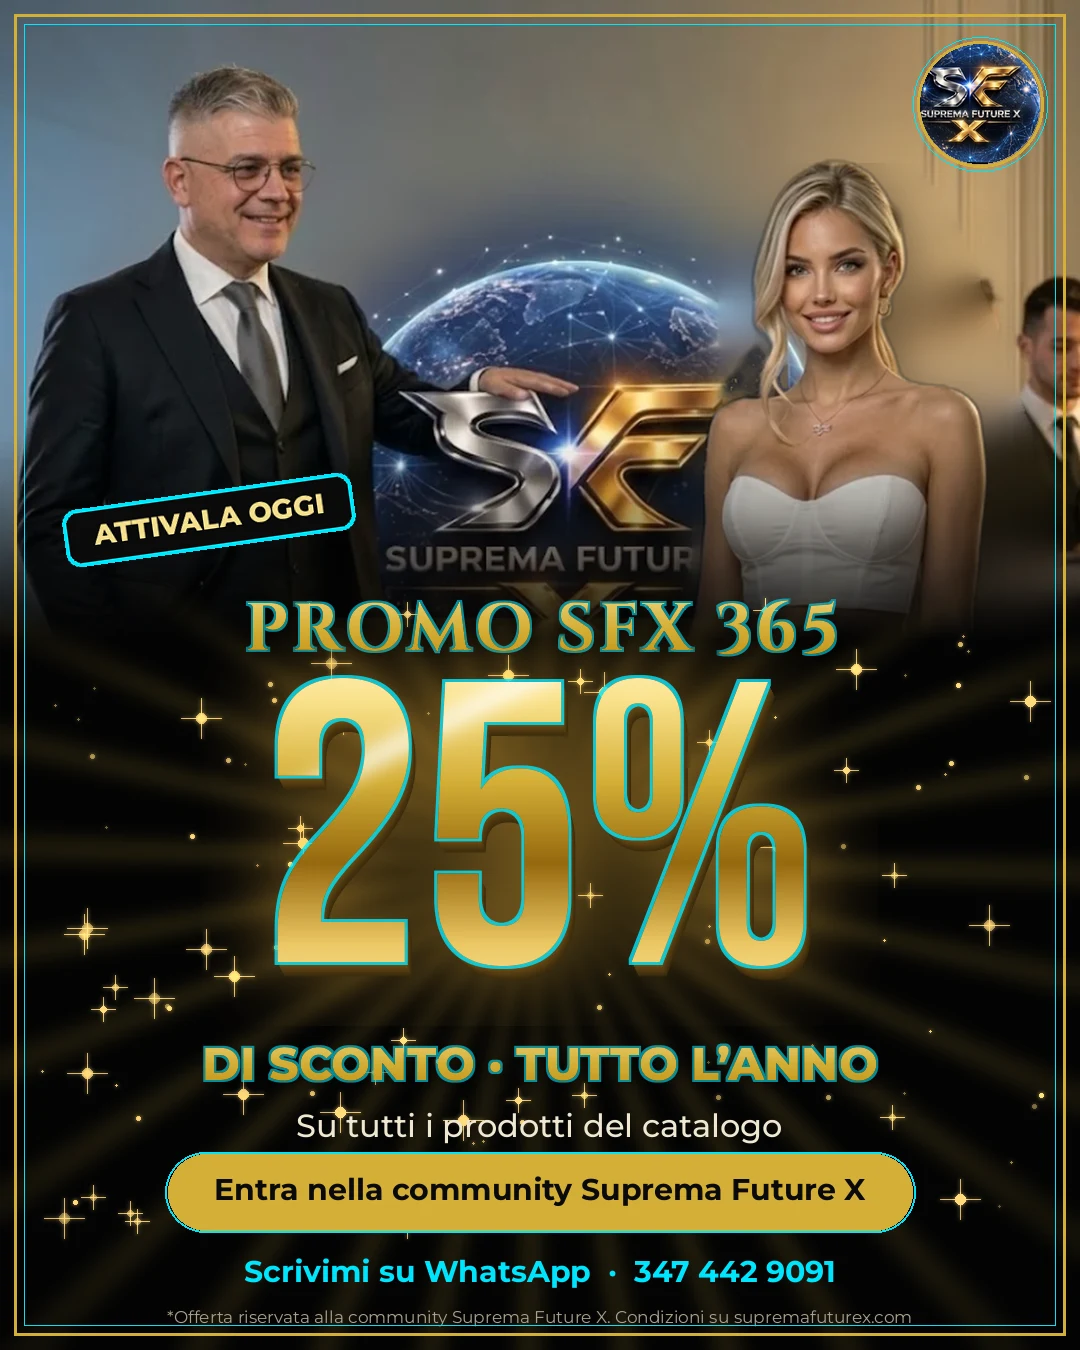 SF
SUPREMA FUTURE X
X
SF
SUPREMA FUTUR
ATTIVALA OGGI
PROMO SFX 365
25%
DI SCONTO • TUTTO L’ANNO
Su tutti i prodotti del catalogo
Entra nella community Suprema Future X
Scrivimi su WhatsApp · 347 442 9091
*Offerta riservata alla community Suprema Future X. Condizioni su supremafuturex.com